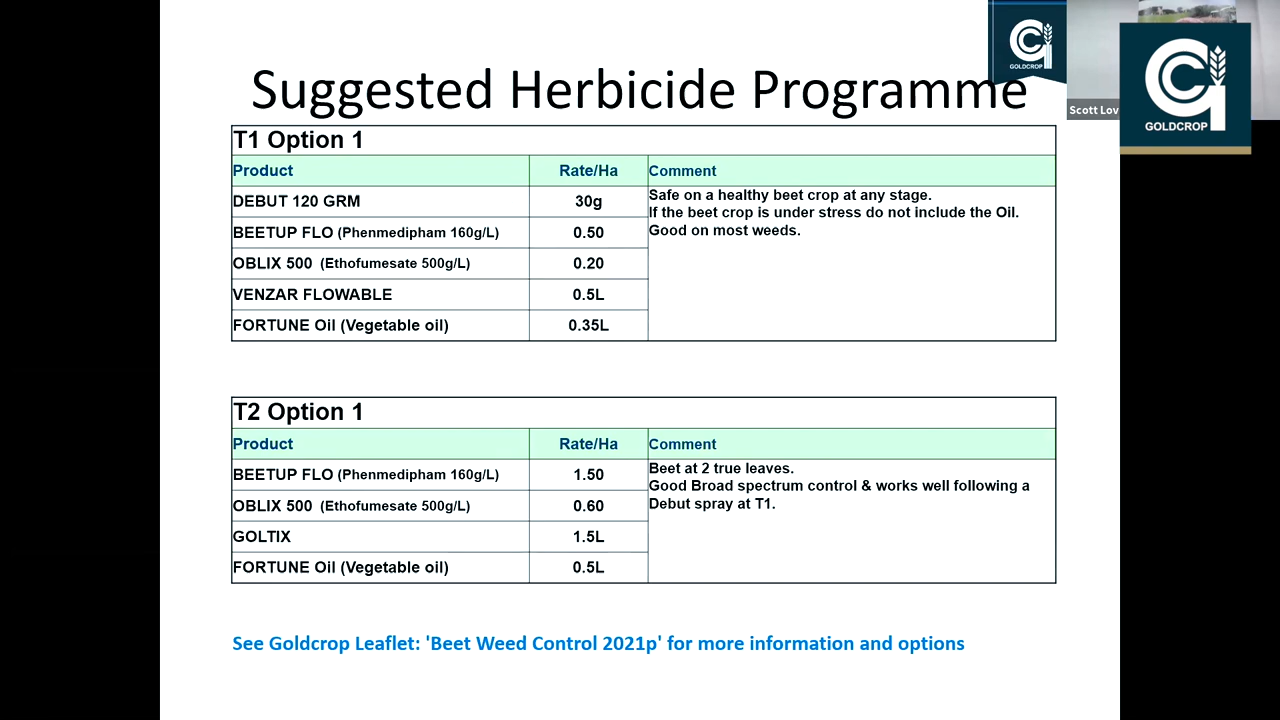 GOLDCROP
Scott Lov
GOLDCROP
Suggested Herbicide Programme
T1 Option 1
Product Rate/Ha Comment
DEBUT 120 GRM 30g
BEETUP FLO (Phenmedipham 160g/L) 0.50
OBLIX 500 (Ethofumesate 500g/L) 0.20
VENZAR FLOWABLE 0.5L
FORTUNE Oil (Vegetable oil) 0.35L
Safe on a healthy beet crop at any stage.
If the beet crop is under stress do not include the Oil.
Good on most weeds.
T2 Option 1
Product Rate/Ha Comment
BEETUP FLO (Phenmedipham 160g/L) 1.50
OBLIX 500 (Ethofumesate 500g/L) 0.60
GOLTIX 1.5L
FORTUNE Oil (Vegetable oil) 0.5L
Beet at 2 true leaves.
Good Broad spectrum control & works well following a
Debut spray at T1.
See Goldcrop Leaflet: 'Beet Weed Control 2021p' for more information and options